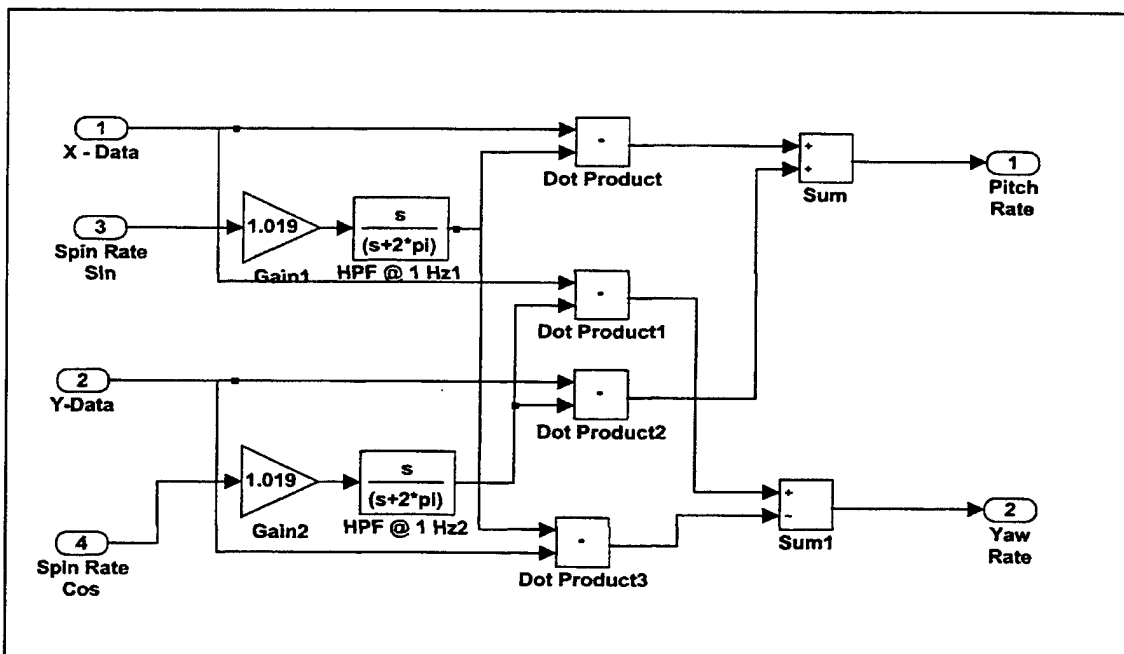 1
X - Data
-
Dot Product
+
+
Sum
1
Pitch
Rate
3
Spin Rate
Sin
1.019
Gain1
s
(s+2*pi)
HPF @ 1 Hz1
-
Dot Product1
2
Y-Data
-
Dot Product2
4
Spin Rate
Cos
1.019
Gain2
s
(s+2*pi)
HPF @ 1 Hz2
-
Dot Product3
+
−
Sum1
2
Yaw
Rate